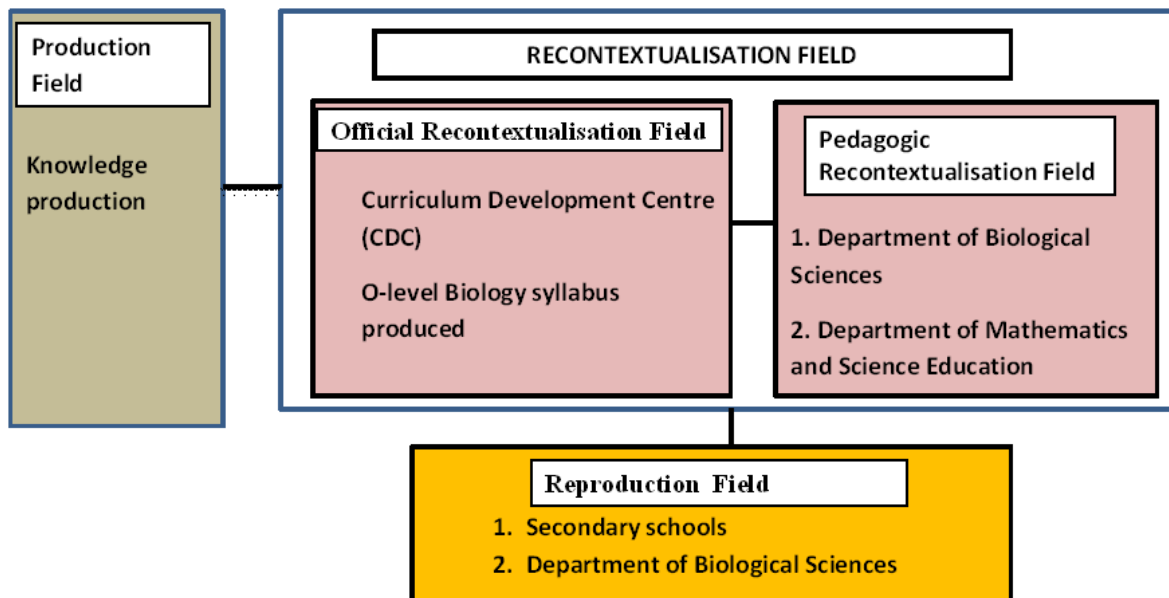 Production
Field
Knowledge
production
RECONTEXTUALISATION FIELD
Official Recontextualisation Field
Curriculum Development Centre
(CDC)
O-level Biology syllabus
produced
Pedagogic
Recontextualisation Field
1. Department of Biological
Sciences
2. Department of Mathematics
and Science Education
Reproduction Field
1. Secondary schools
2. Department of Biological Sciences